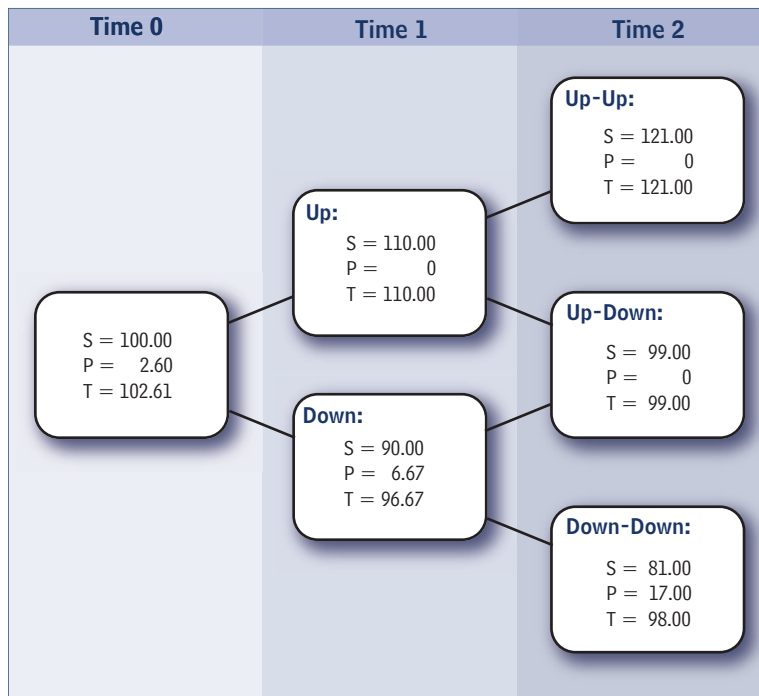 Time 0
Time 1
Time 2
S = 100.00
P = 2.60
T = 102.61
Up:
S = 110.00
P = 0
T = 110.00
Down:
S = 90.00
P = 6.67
T = 96.67
Up-Up:
S = 121.00
P = 0
T = 121.00
Up-Down:
S = 99.00
P = 0
T = 99.00
Down-Down:
S = 81.00
P = 17.00
T = 98.00